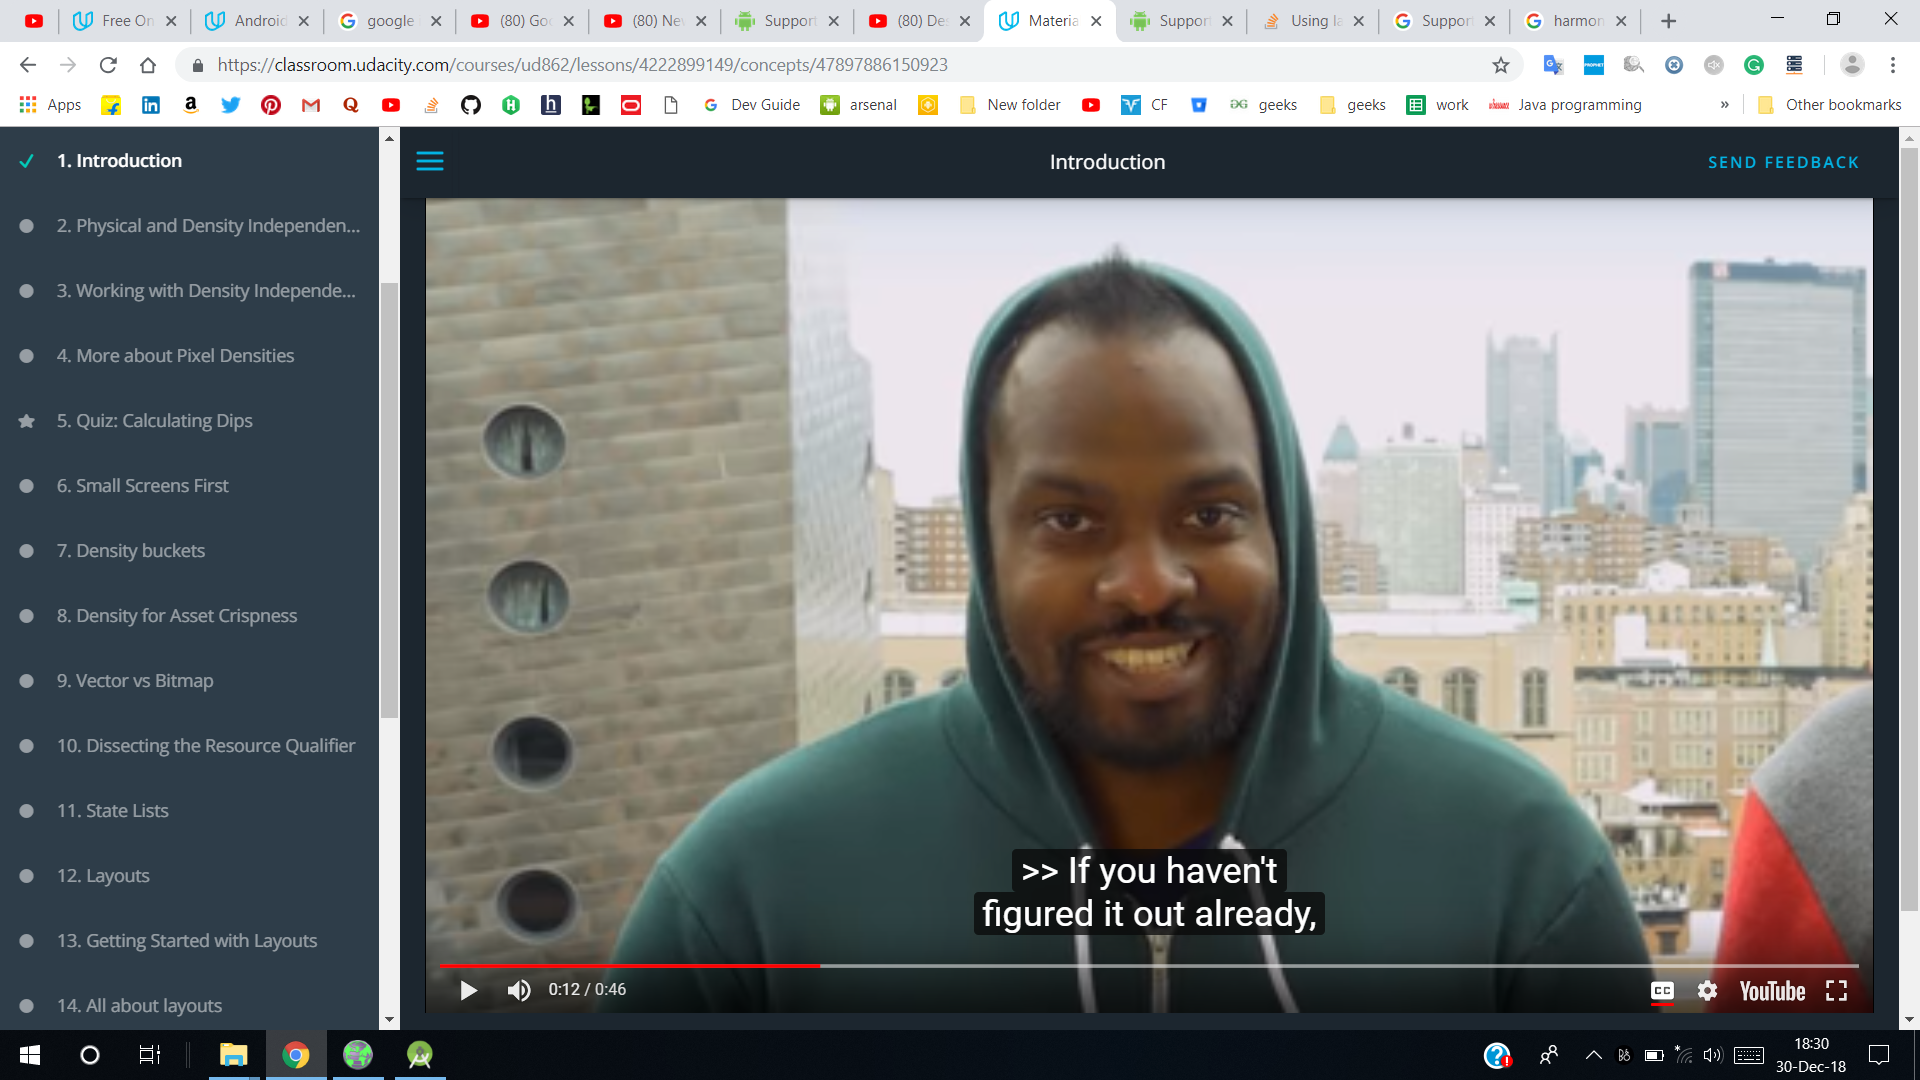 Free On
Android
google
(80) Go
(80) Ne
Support
(80) De
Materia
Support
Using la
Suppor
harmon
https://classroom.udacity.com/courses/ud862/lessons/4222899149/concepts/47897886150923
Apps
Dev Guide
arsenal
New folder
CF
geeks
geeks
work
Java programming
»
Other bookmarks
1. Introduction
2. Physical and Density Independen...
3. Working with Density Independe...
4. More about Pixel Densities
5. Quiz: Calculating Dips
6. Small Screens First
7. Density buckets
8. Density for Asset Crispness
9. Vector vs Bitmap
10. Dissecting the Resource Qualifier
11. State Lists
12. Layouts
13. Getting Started with Layouts
14. All about layouts
Introduction
SEND FEEDBACK
>> If you haven't
figured it out already,
0:12 / 0:46
CC
YouTube
18:30
30-Dec-18